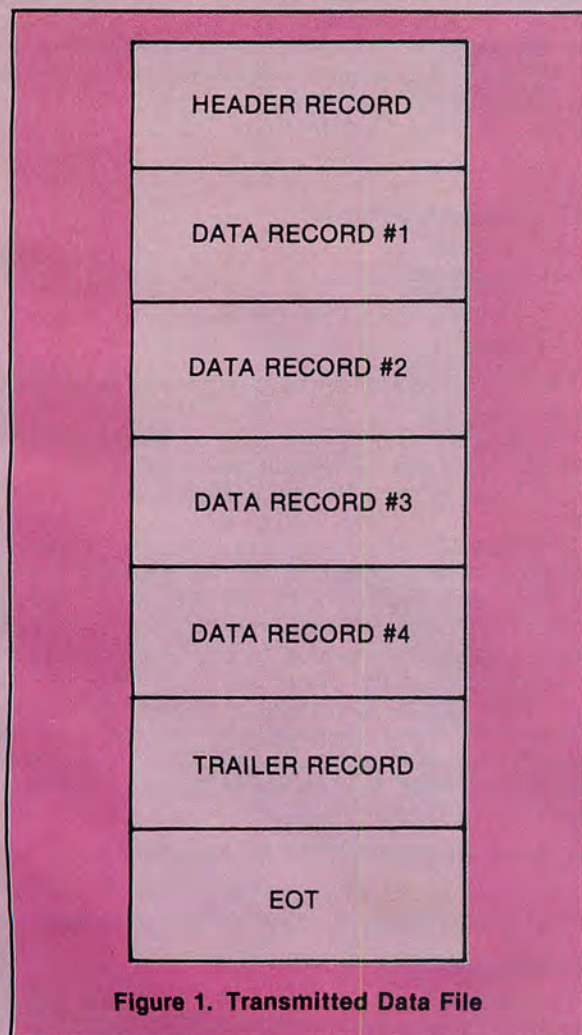 HEADER RECORD
DATA RECORD #1
DATA RECORD #2
DATA RECORD #3
DATA RECORD #4
TRAILER RECORD
EOT
Figure 1. Transmitted Data File